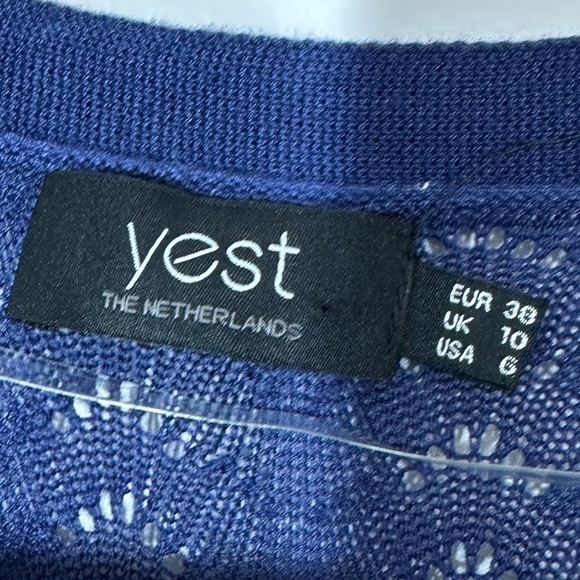 yest
THE NETHERLANDS
EUR 38
UK 10
USA 6